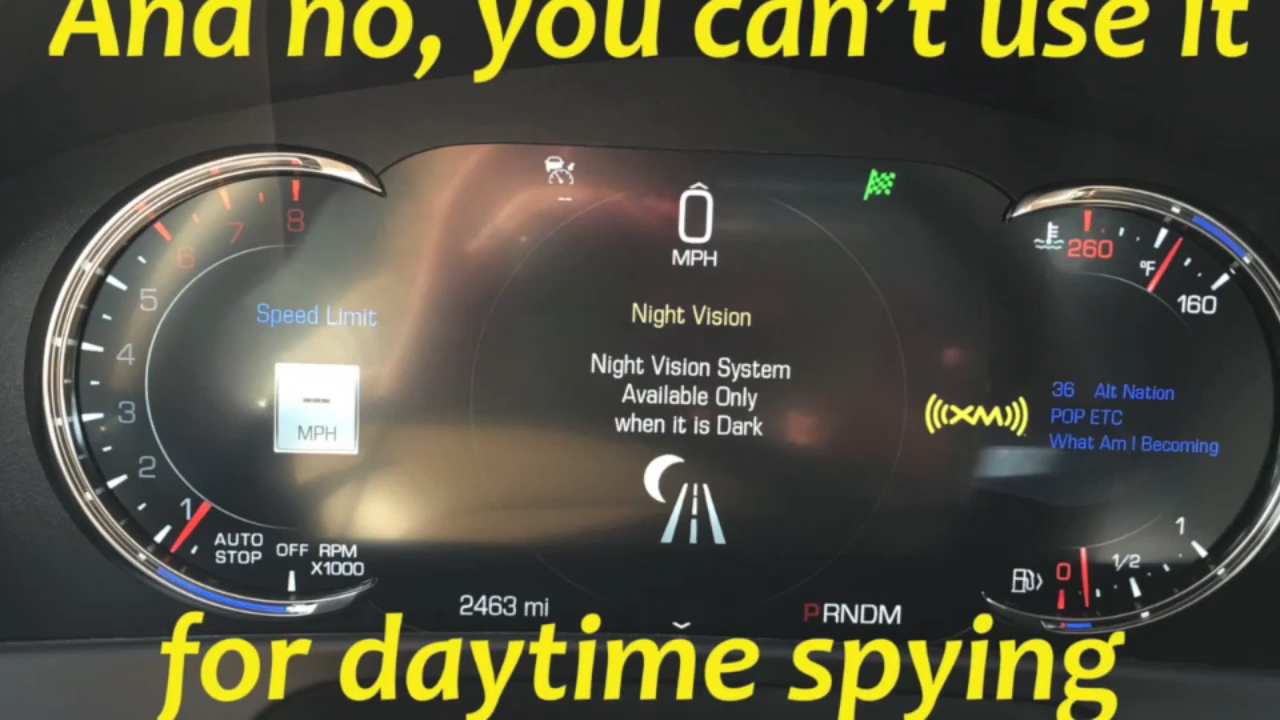 And no, you can't use it
8
7
6
5
4
3
2
1
AUTO
STOP
OFF RPM
X1000
Speed Limit
---
MPH
--
0
MPH
Night Vision
Night Vision System
Available Only
when it is Dark
2463 mi
PRNDM
260
°F
160
((XM))
36 Alt Nation
POP ETC
What Am I Becoming
1
1/2
0
for daytime spying